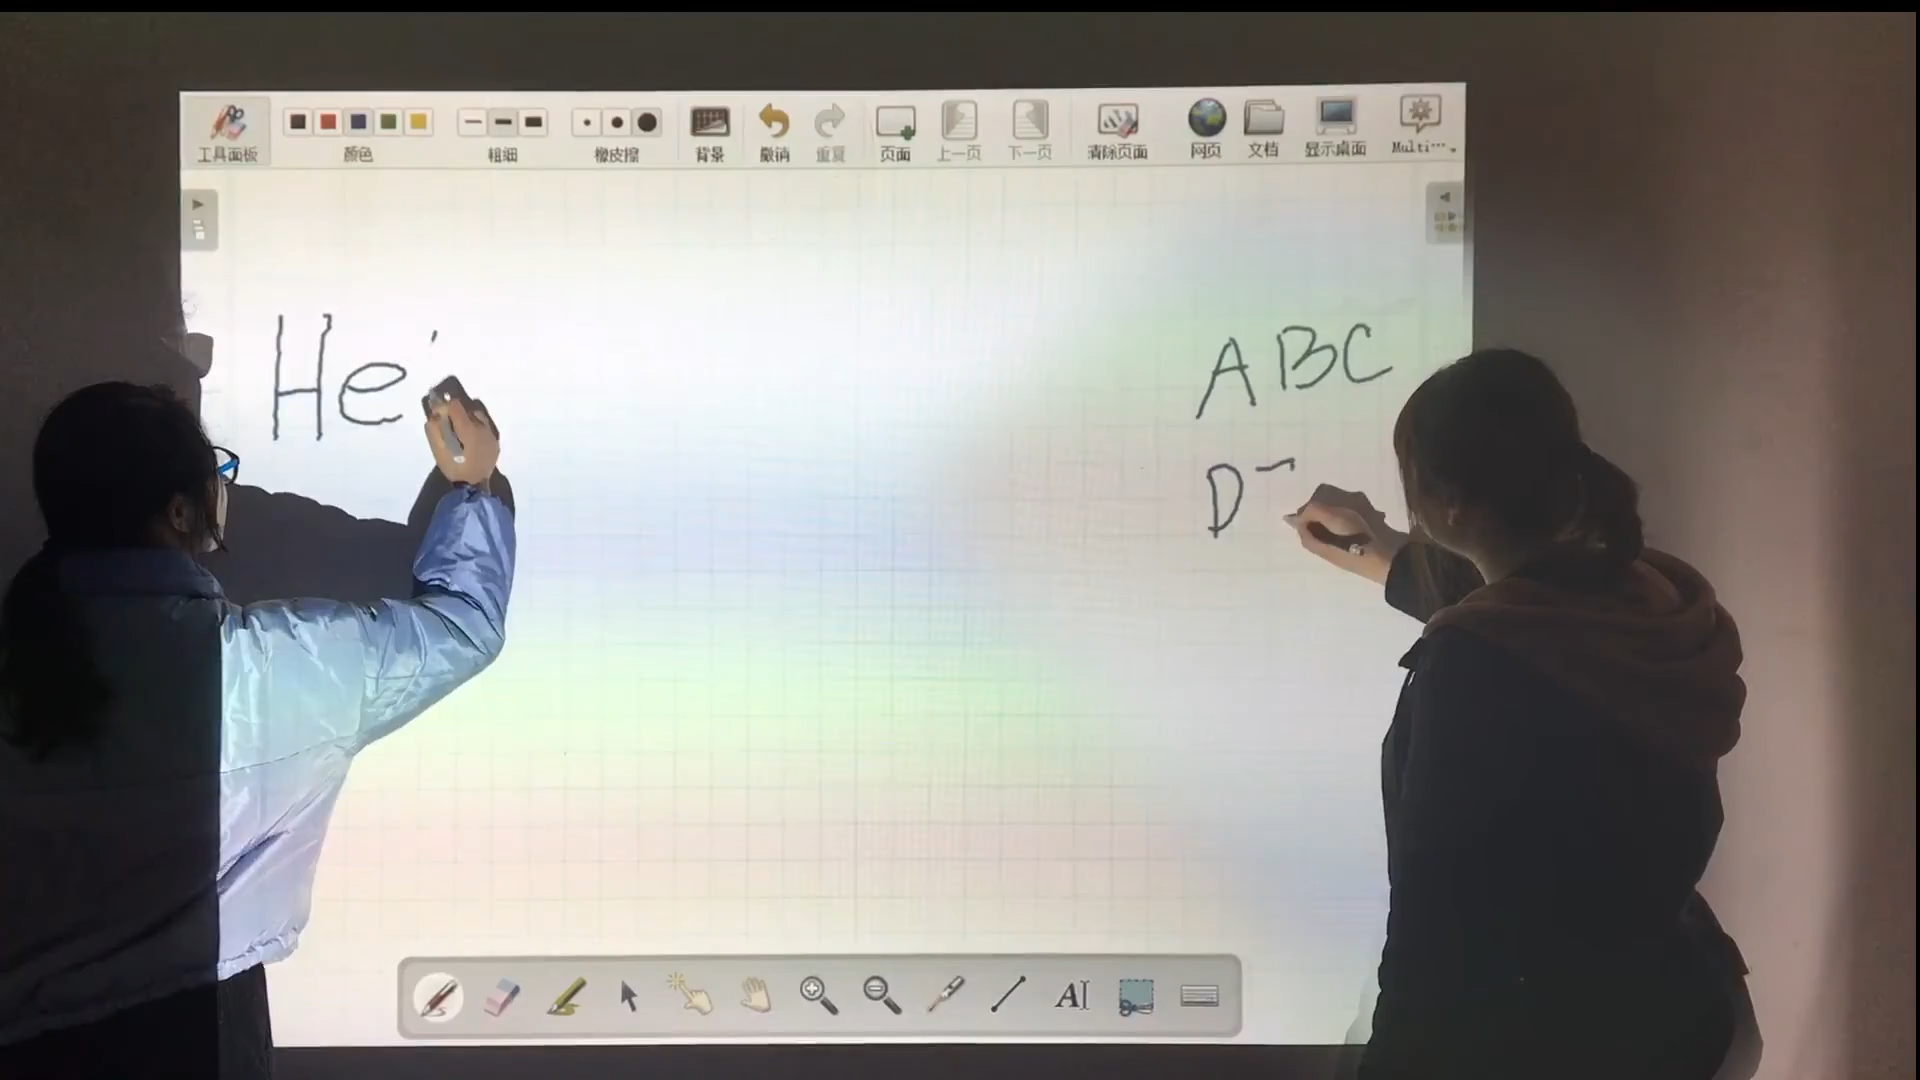 工具面板 颜色 粗细 橡皮擦 背景 撤销 重复 页面 上一页 下一页 清除页面 网页 文档 显示桌面 Multi···
He
ABC
D
AI